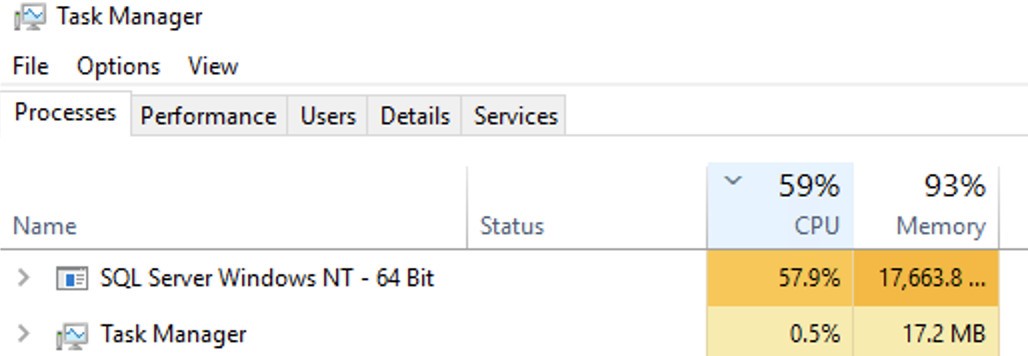 Task Manager
File Options View
Processes Performance Users Details Services
59% 93%
Name Status CPU Memory
SQL Server Windows NT - 64 Bit 57.9% 17,663.8 ...
Task Manager 0.5% 17.2 MB